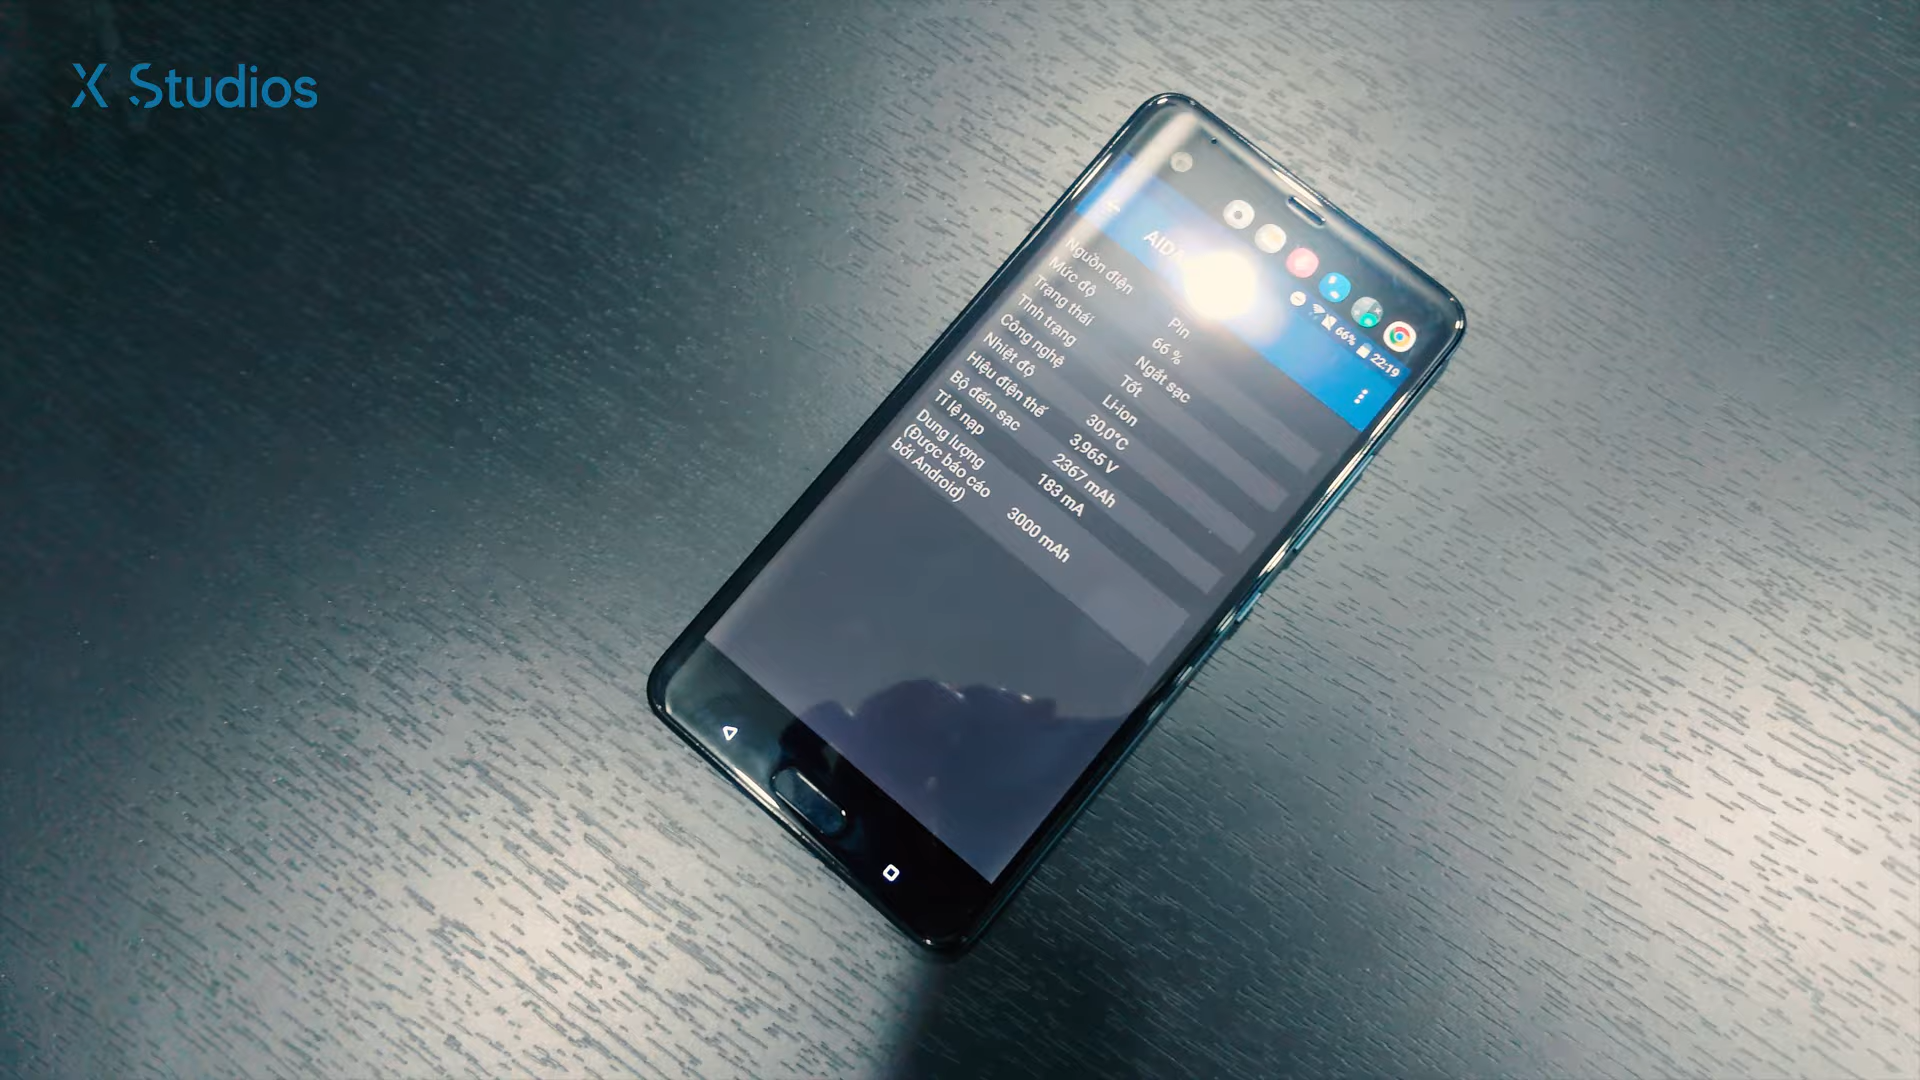 X Studios
66% 22:19
AIDA
Nguồn điện Pin
Mức độ 66 %
Trạng thái Ngắt sạc
Tình trạng Tốt
Công nghệ Li-ion
Nhiệt độ 30,0°C
Hiệu điện thế 3,965 V
Bộ đếm sạc 2367 mAh
Tỉ lệ nạp 183 mA
Dung lượng
(Được báo cáo
bởi Android) 3000 mAh